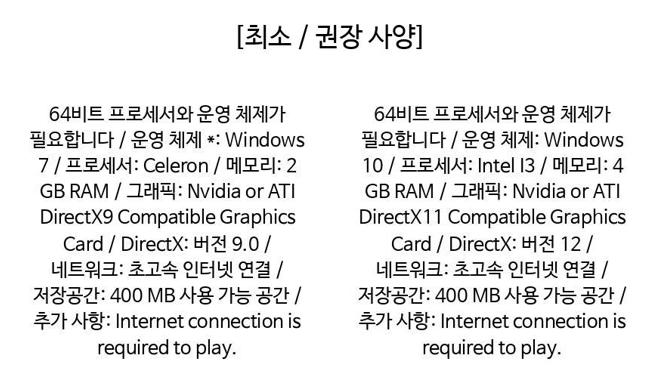 [최소 / 권장 사양]
64비트 프로세서와 운영 체제가
필요합니다 / 운영 체제 *: Windows
7 / 프로세서: Celeron / 메모리: 2
GB RAM / 그래픽: Nvidia or ATI
DirectX9 Compatible Graphics
Card / DirectX: 버전 9.0 /
네트워크: 초고속 인터넷 연결 /
저장공간: 400 MB 사용 가능 공간 /
추가 사항: Internet connection is
required to play.
64비트 프로세서와 운영 체제가
필요합니다 / 운영 체제: Windows
10 / 프로세서: Intel I3 / 메모리: 4
GB RAM / 그래픽: Nvidia or ATI
DirectX11 Compatible Graphics
Card / DirectX: 버전 12 /
네트워크: 초고속 인터넷 연결 /
저장공간: 400 MB 사용 가능 공간 /
추가 사항: Internet connection is
required to play.